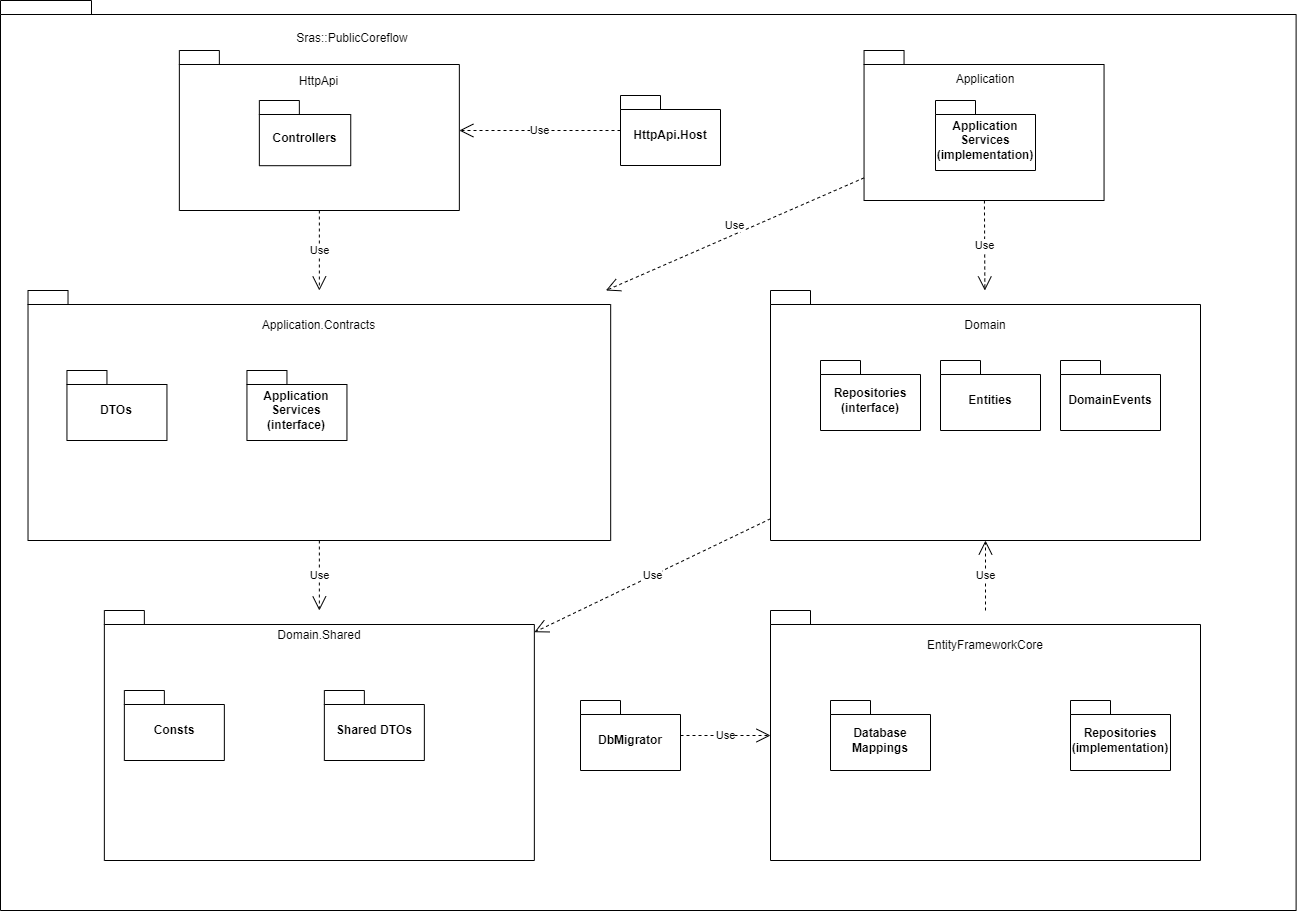 Sras::PublicCoreflow
HttpApi
Controllers
Use
HttpApi.Host
Application
Application
Services
(implementation)
Use
Use
Use
Application.Contracts
DTOs
Application
Services
(interface)
Domain
Repositories
(interface)
Entities
DomainEvents
Use
Use
Use
Domain.Shared
Consts
Shared DTOs
DbMigrator
Use
EntityFrameworkCore
Database
Mappings
Repositories
(implementation)